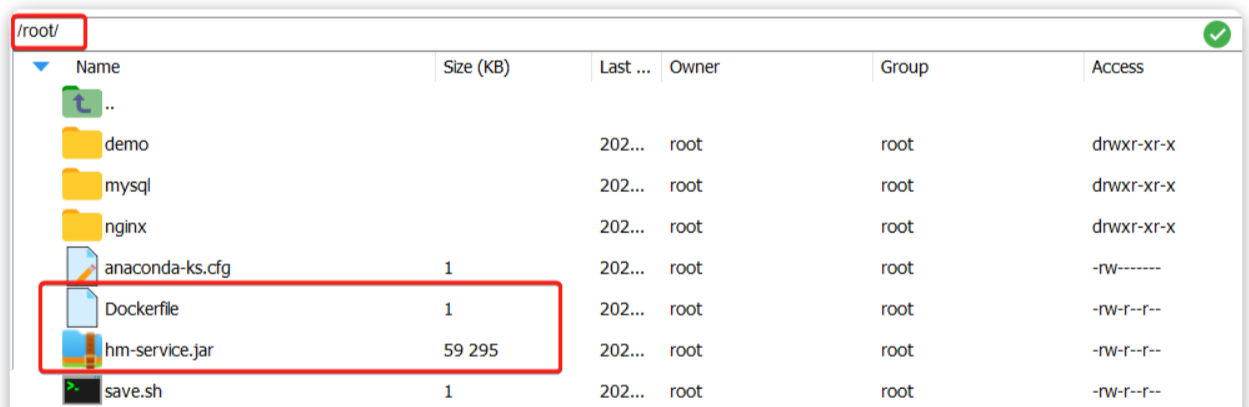 /root/
Name Size (KB) Last ... Owner Group Access
..
demo 202... root root drwxr-xr-x
mysql 202... root root drwxr-xr-x
nginx 202... root root drwxr-xr-x
anaconda-ks.cfg 1 202... root root -rw-------
Dockerfile 1 202... root root -rw-r--r--
hm-service.jar 59 295 202... root root -rw-r--r--
save.sh 1 202... root root -rw-r--r--